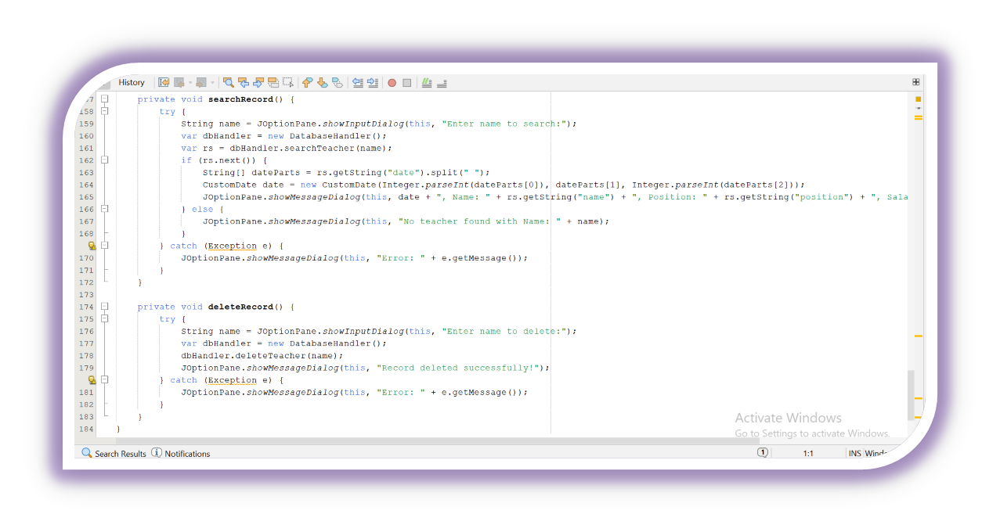 History
    private void searchRecord() {
158         try {
159             String name = JOptionPane.showInputDialog(this, "Enter name to search:");
160             var dbHandler = new DatabaseHandler();
161             var rs = dbHandler.searchTeacher(name);
162             if (rs.next()) {
163                 String[] dateParts = rs.getString("date").split(" ");
164                 CustomDate date = new CustomDate(Integer.parseInt(dateParts[0]), dateParts[1], Integer.parseInt(dateParts[2]));
165                 JOptionPane.showMessageDialog(this, date + ", Name: " + rs.getString("name") + ", Position: " + rs.getString("position") + ", Sala
166             } else {
167                 JOptionPane.showMessageDialog(this, "No teacher found with Name: " + name);
168             }
        } catch (Exception e) {
170             JOptionPane.showMessageDialog(this, "Error: " + e.getMessage());
171         }
172     }
173
174     private void deleteRecord() {
175         try {
176             String name = JOptionPane.showInputDialog(this, "Enter name to delete:");
177             var dbHandler = new DatabaseHandler();
178             dbHandler.deleteTeacher(name);
179             JOptionPane.showMessageDialog(this, "Record deleted successfully!");
        } catch (Exception e) {
181             JOptionPane.showMessageDialog(this, "Error: " + e.getMessage());
182         }
183     }
184 }
Activate Windows
Go to Settings to activate Windows.
Search Results Notifications 1 1:1 INS